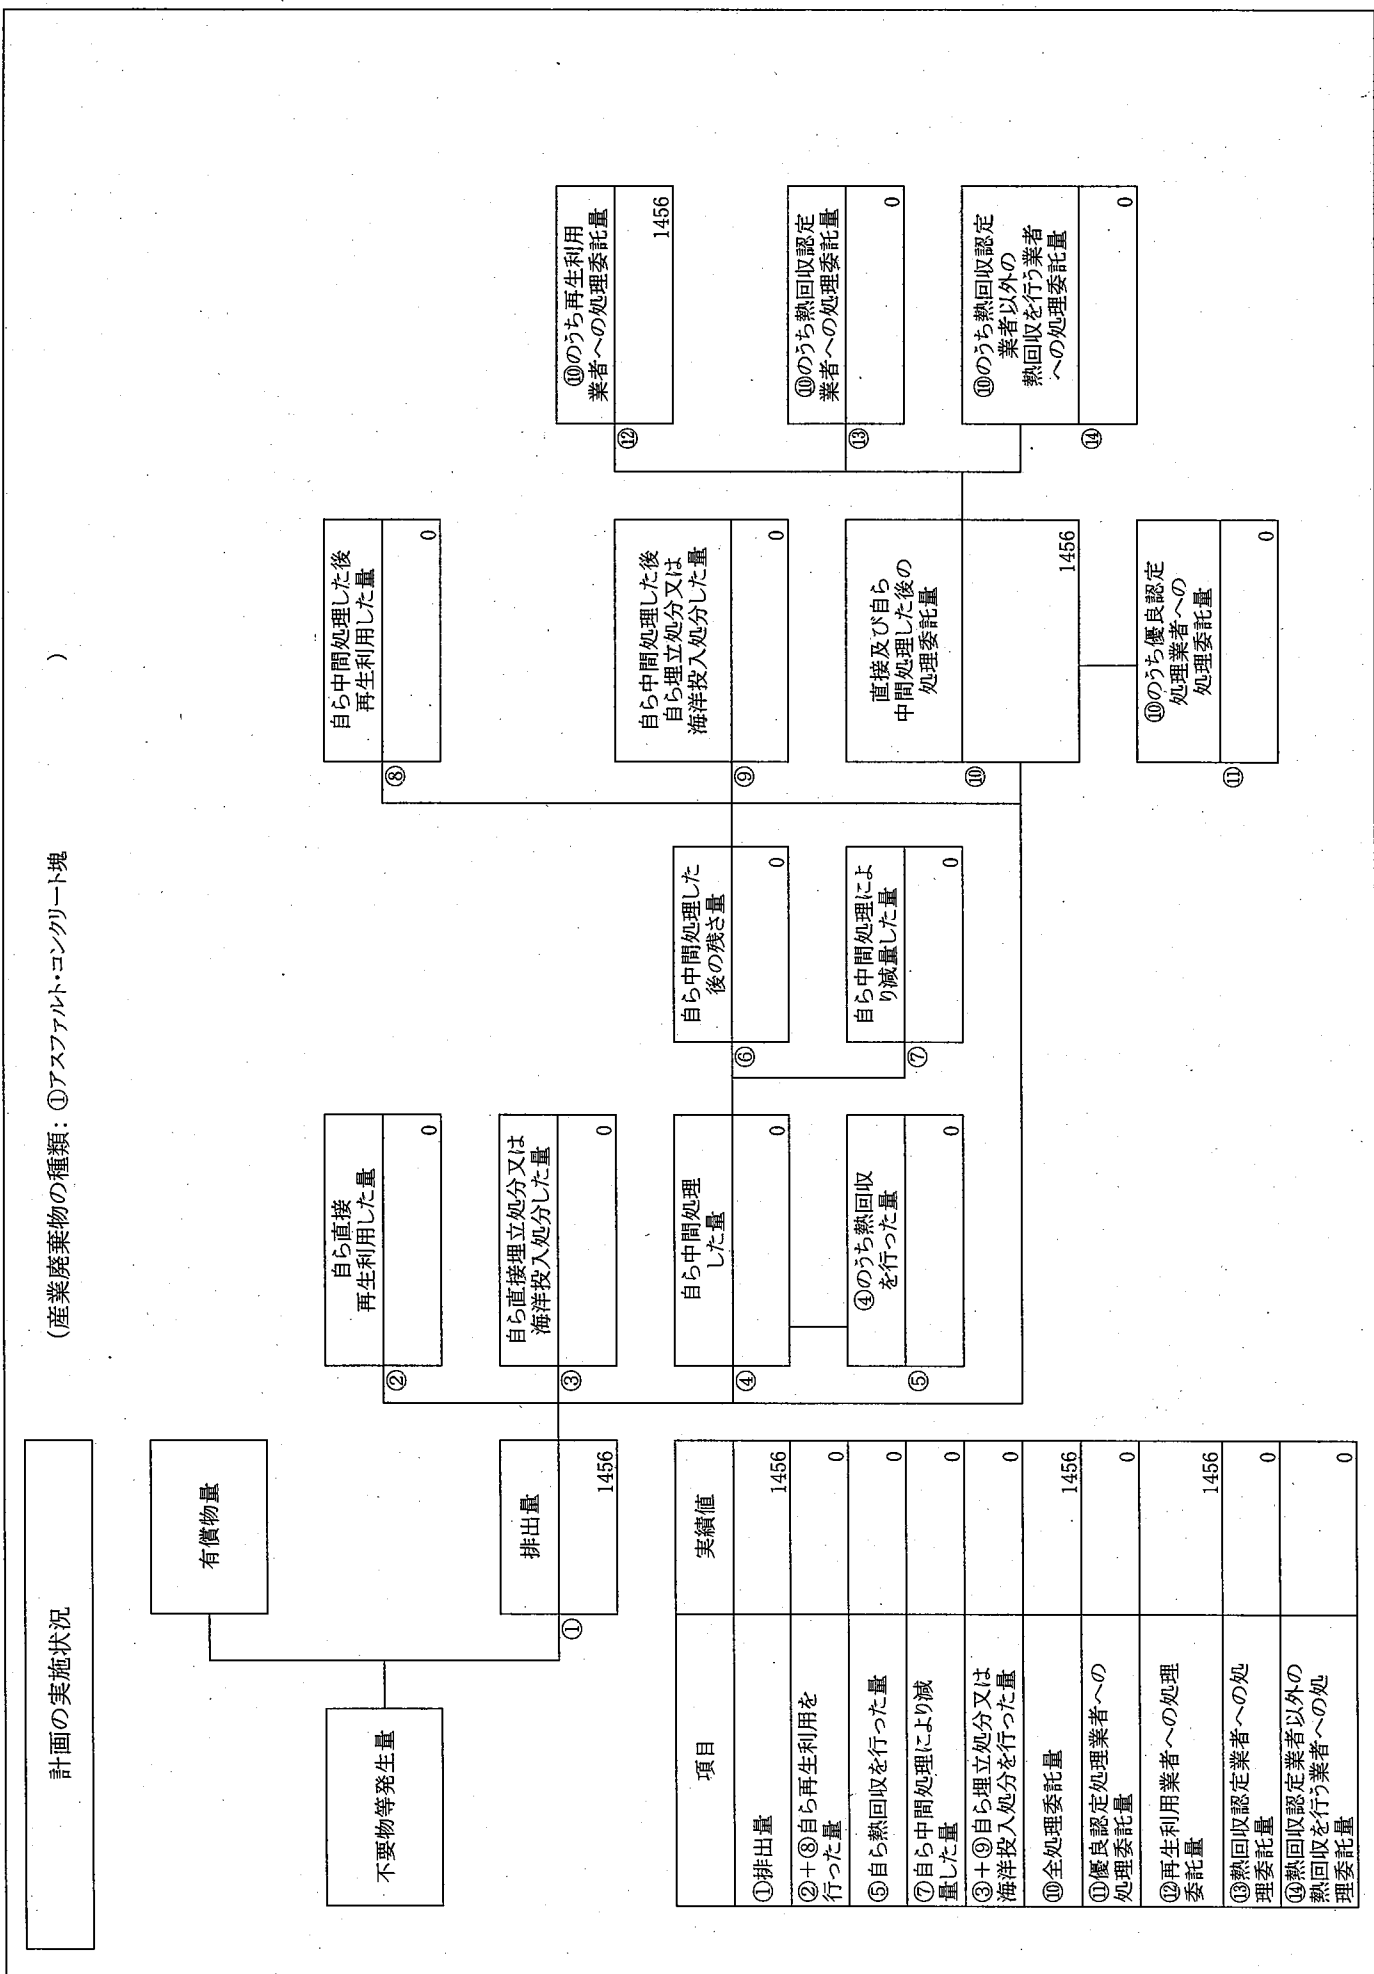 計画の実施状況
(産業廃棄物の種類:①アスファルト・コンクリート塊 )
不要物等発生量
有償物量
①
排出量
1456
②
自ら直接
再生利用した量
0
③
自ら直接埋立処分又は
海洋投入処分した量
0
④
自ら中間処理
した量
0
⑤
④のうち熱回収
を行った量
0
⑥
自ら中間処理した
後の残さ量
0
⑦
自ら中間処理によ
り減量した量
0
⑧
自ら中間処理した後
再生利用した量
0
⑨
自ら中間処理した後
自ら埋立処分又は
海洋投入処分した量
0
⑩
直接及び自ら
中間処理した後の
処理委託量
1456
⑪
⑩のうち優良認定
処理業者への
処理委託量
0
⑫
⑩のうち再生利用
業者への処理委託量
1456
⑬
⑩のうち熱回収認定
業者への処理委託量
0
⑭
⑩のうち熱回収認定
業者以外の
熱回収を行う業者
への処理委託量
0
項目 実績値
①排出量 1456
②+⑧自ら再生利用を
行った量 0
⑤自ら熱回収を行った量 0
⑦自ら中間処理により減
量した量 0
③+⑨自ら埋立処分又は
海洋投入処分を行った量 0
⑩全処理委託量 1456
⑪優良認定処理業者への
処理委託量 0
⑫再生利用業者への処理
委託量 1456
⑬熱回収認定業者への処
理委託量 0
⑭熱回収認定業者以外の
熱回収を行う業者への処
理委託量 0